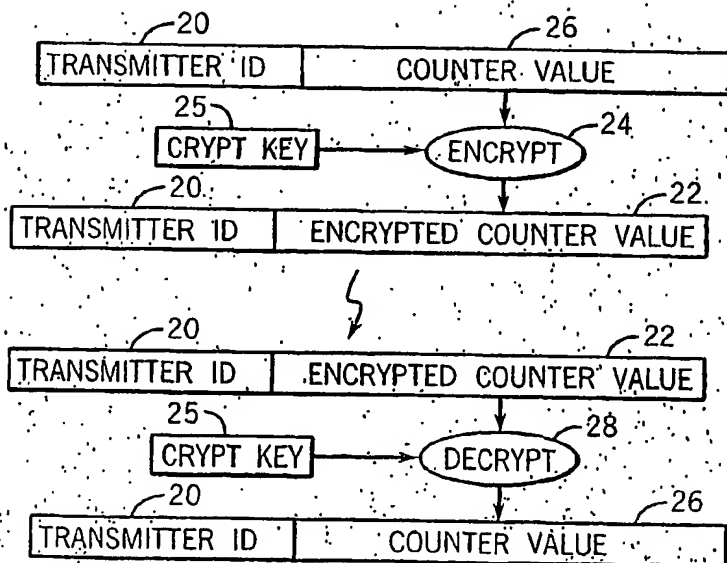 20 26
TRANSMITTER ID COUNTER VALUE
25 24
CRYPT KEY ENCRYPT
20 22
TRANSMITTER ID ENCRYPTED COUNTER VALUE
20 22
TRANSMITTER ID ENCRYPTED COUNTER VALUE
25 28
CRYPT KEY DECRYPT
20 26
TRANSMITTER ID COUNTER VALUE